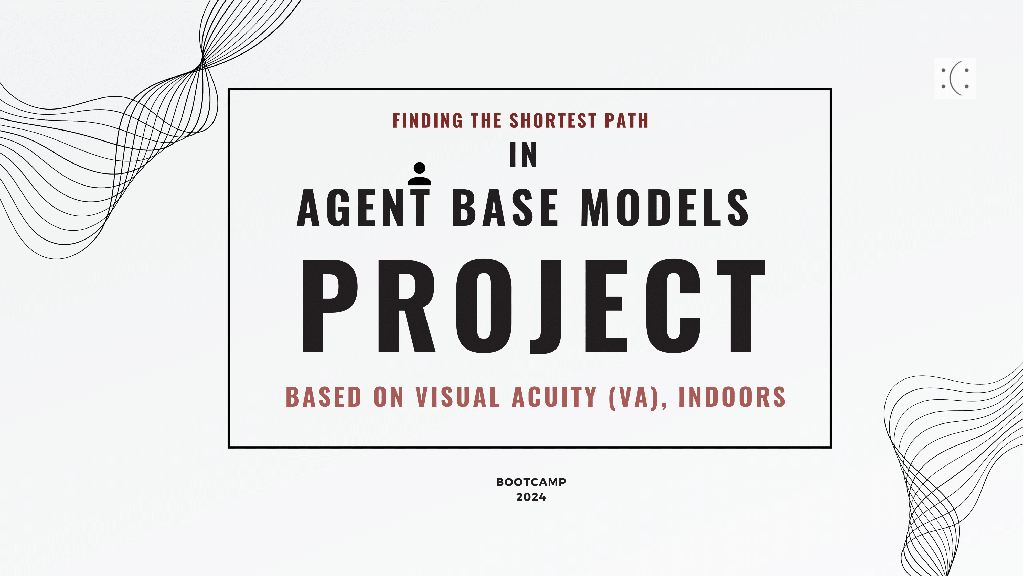 FINDING THE SHORTEST PATH
IN
AGENT BASE MODELS
PROJECT
BASED ON VISUAL ACUITY (VA), INDOORS
BOOTCAMP
2024
:(: